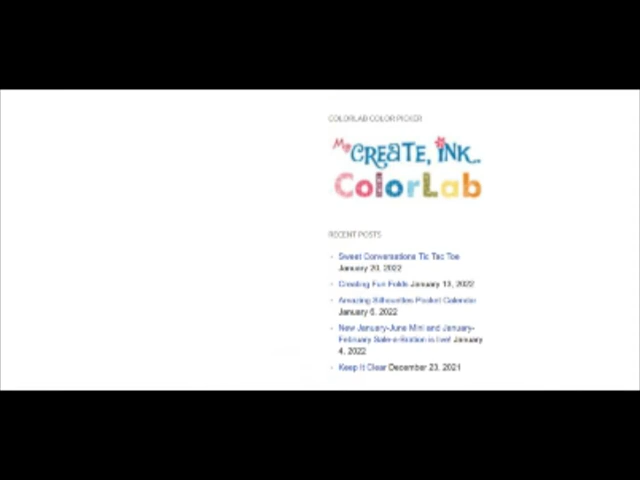 COLORLAB COLOR PICKER
My CREATE, INK..
ColorLab
RECENT POSTS
Sweet Conversations Tic Tac Toe
January 20, 2022
Creating Fun Folds January 13, 2022
Amazing Silhouettes Pocket Calendar
January 6, 2022
New January-June Mini and January-
February Sale-a-Bration is live! January
4, 2022
Keep It Clear December 23, 2021